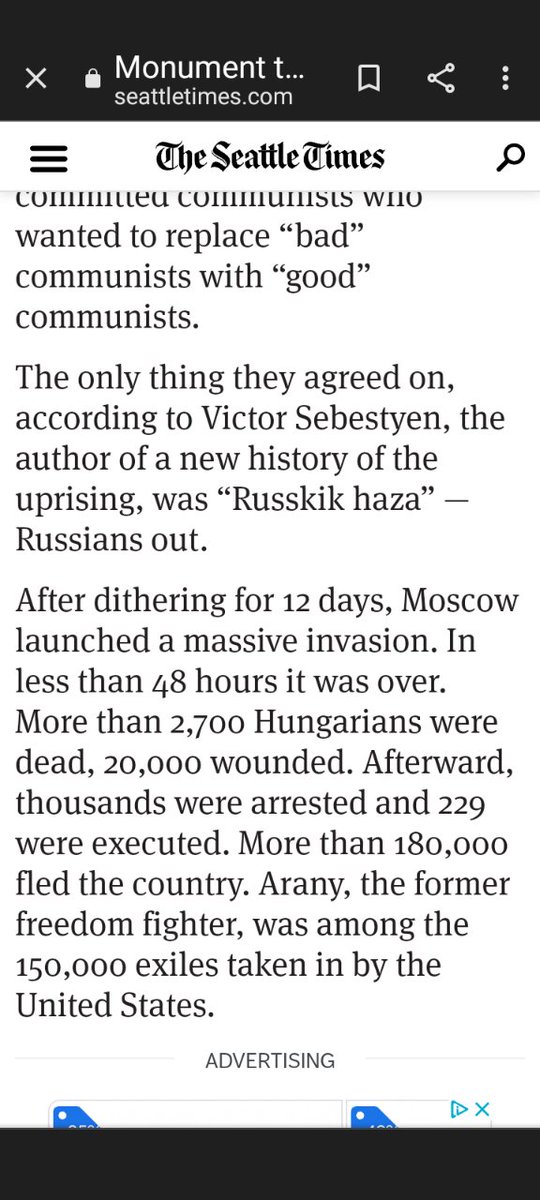 Monument t...
seattletimes.com
The Seattle Times
committed communists who
wanted to replace “bad”
communists with “good”
communists.
The only thing they agreed on,
according to Victor Sebestyen, the
author of a new history of the
uprising, was “Russkik haza” —
Russians out.
After dithering for 12 days, Moscow
launched a massive invasion. In
less than 48 hours it was over.
More than 2,700 Hungarians were
dead, 20,000 wounded. Afterward,
thousands were arrested and 229
were executed. More than 180,000
fled the country. Arany, the former
freedom fighter, was among the
150,000 exiles taken in by the
United States.
ADVERTISING